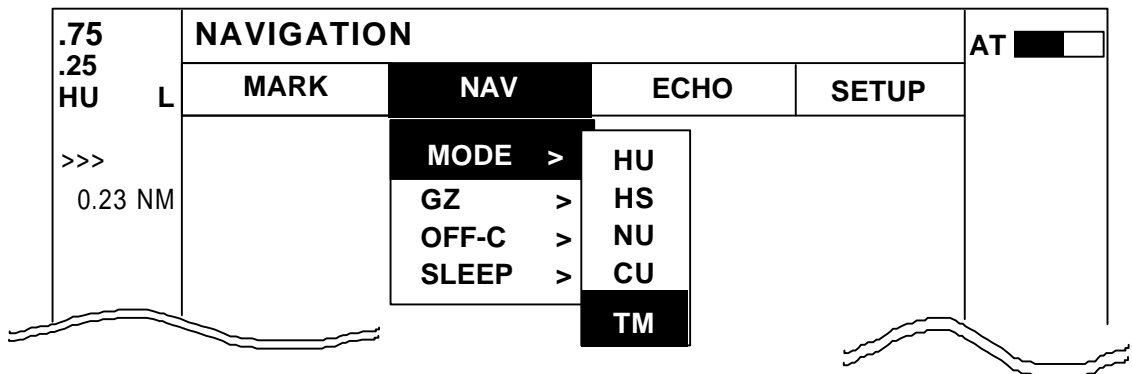 .75
.25
HU L
>>>
0.23 NM
NAVIGATION
AT
MARK NAV ECHO SETUP
MODE >
GZ >
OFF-C >
SLEEP >
HU
HS
NU
CU
TM